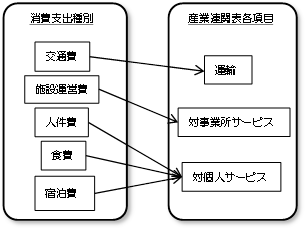 消費支出種別
交通費
施設運営費
人件費
食費
宿泊費
産業連関表各項目
運輸
対事業所サービス
対個人サービス